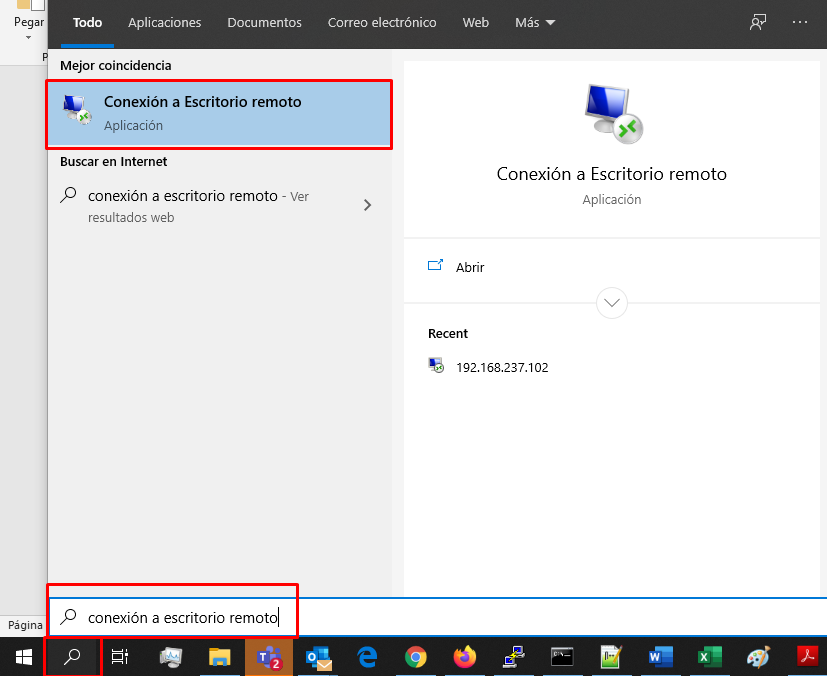 Pegar
Todo
Aplicaciones
Documentos
Correo electrónico
Web
Más
Mejor coincidencia
Conexión a Escritorio remoto
Aplicación
Buscar en Internet
conexión a escritorio remoto - Ver
resultados web
Conexión a Escritorio remoto
Aplicación
Abrir
Recent
192.168.237.102
Página
conexión a escritorio remoto
2